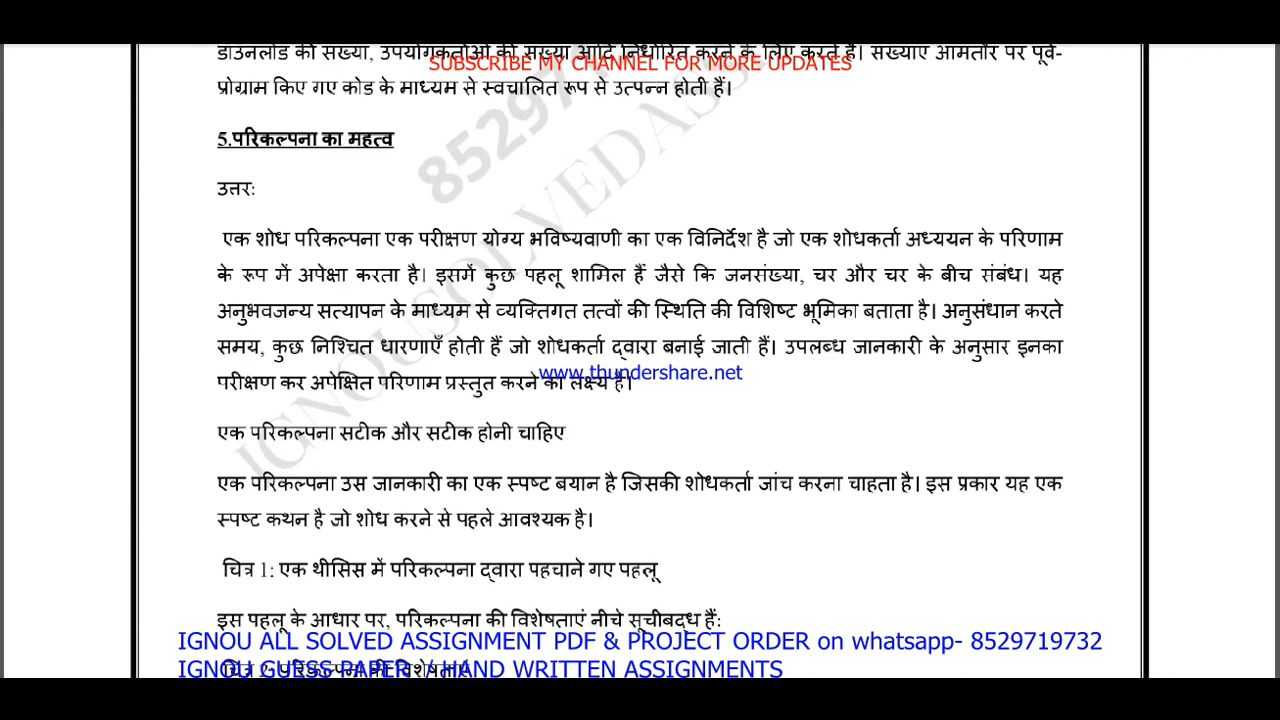 डाउनलोड की संख्या, उपयोगकर्ताओं की संख्या आदि निर्धारित करने के लिए करते हैं। संख्याएं आमतौर पर पूर्व-
SUBSCRIBE MY CHANNEL FOR MORE UPDATES
प्रोग्राम किए गए कोड के माध्यम से स्वचालित रूप से उत्पन्न होती हैं।
5.परिकल्पना का महत्व
उत्तर:
एक शोध परिकल्पना एक परीक्षण योग्य भविष्यवाणी का एक विनिर्देश है जो एक शोधकर्ता अध्ययन के परिणाम
के रूप में अपेक्षा करता है। इसमें कुछ पहलू शामिल हैं जैसे कि जनसंख्या, चर और चर के बीच संबंध। यह
अनुभवजन्य सत्यापन के माध्यम से व्यक्तिगत तत्वों की स्थिति की विशिष्ट भूमिका बताता है। अनुसंधान करते
समय, कुछ निश्चित धारणाएँ होती हैं जो शोधकर्ता द्वारा बनाई जाती हैं। उपलब्ध जानकारी के अनुसार इनका
www.thundershare.net
परीक्षण कर अपेक्षित परिणाम प्रस्तुत करने का लक्ष्य है।
एक परिकल्पना सटीक और सटीक होनी चाहिए
एक परिकल्पना उस जानकारी का एक स्पष्ट बयान है जिसकी शोधकर्ता जांच करना चाहता है। इस प्रकार यह एक
स्पष्ट कथन है जो शोध करने से पहले आवश्यक है।
चित्र 1: एक थीसिस में परिकल्पना द्वारा पहचाने गए पहलू
इस पहलू के आधार पर, परिकल्पना की विशेषताएं नीचे सूचीबद्ध हैं:
IGNOU ALL SOLVED ASSIGNMENT PDF & PROJECT ORDER on whatsapp- 8529719732
चित्र 2: परिकल्पना की विशेषताएं
IGNOU GUESS PAPER / HAND WRITTEN ASSIGNMENTS
85297
IGNOUSOLVEDASS